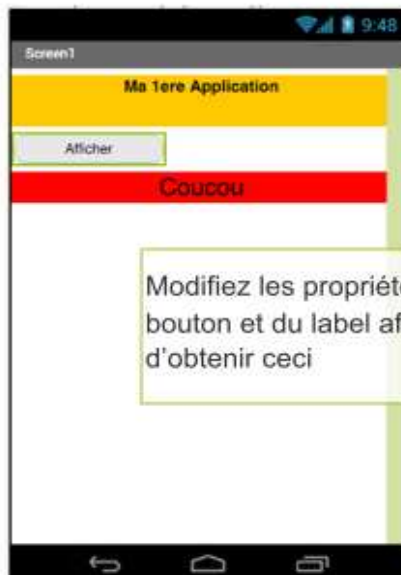 9:48
Screen1
Ma 1ere Application
Afficher
Coucou
Modifiez les propriét
bouton et du label af
d'obtenir ceci